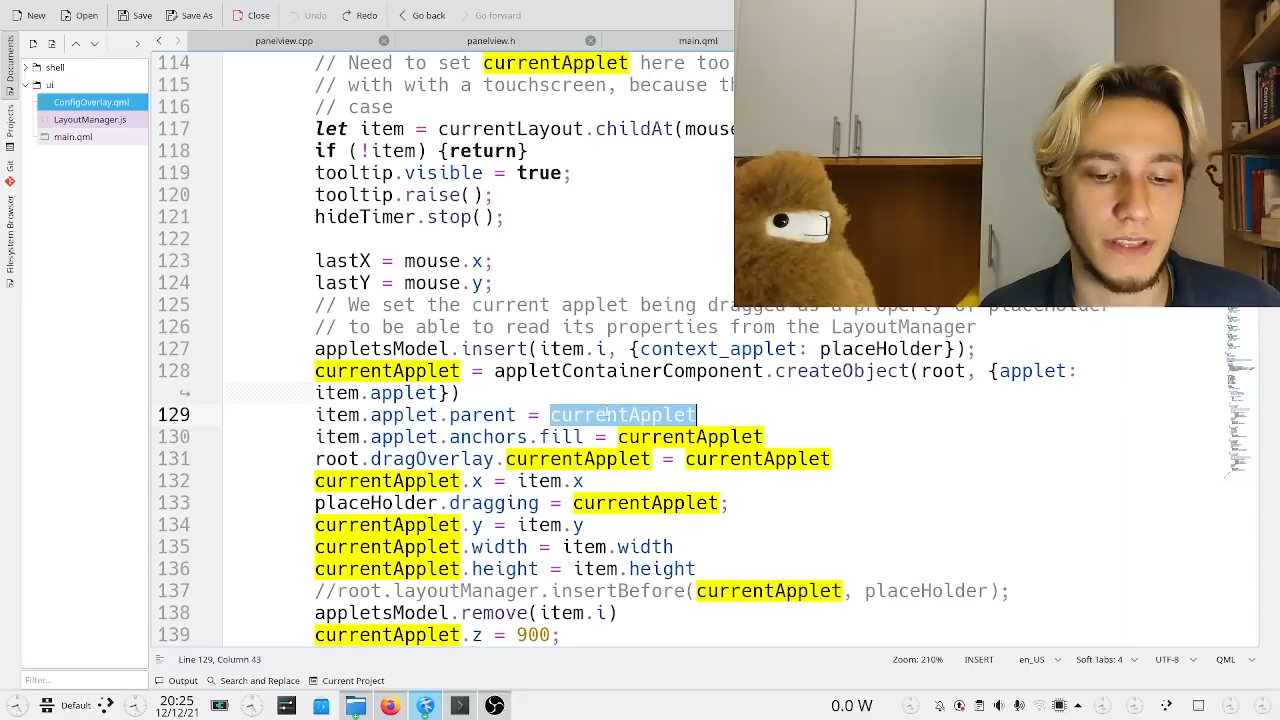 New Open Save Save As Close Undo Redo Go back Go forward
panelview.cpp panelview.h main.qml
Documents
Projects
Git
Filesystem Browser
shell
ui
ConfigOverlay.qml
LayoutManager.js
main.qml
114 // Need to set currentApplet here too
115 // with with a touchscreen, because th
116 // case
117 let item = currentLayout.childAt(mouse
118 if (!item) {return}
119 tooltip.visible = true;
120 tooltip.raise();
121 hideTimer.stop();
122
123 lastX = mouse.x;
124 lastY = mouse.y;
125 // We set the current applet being dragged as a property of placeHolder
126 // to be able to read its properties from the LayoutManager
127 appletsModel.insert(item.i, {context_applet: placeHolder});
128 currentApplet = appletContainerComponent.createObject(root, {applet:
item.applet})
129 item.applet.parent = currentApplet
130 item.applet.anchors.fill = currentApplet
131 root.dragOverlay.currentApplet = currentApplet
132 currentApplet.x = item.x
133 placeHolder.dragging = currentApplet;
134 currentApplet.y = item.y
135 currentApplet.width = item.width
136 currentApplet.height = item.height
137 //root.layoutManager.insertBefore(currentApplet, placeHolder);
138 appletsModel.remove(item.i)
139 currentApplet.z = 900;
Filter...
Line 129, Column 43 Zoom: 210% INSERT en_US Soft Tabs: 4 UTF-8 QML
Output Search and Replace Current Project
20:25
12/12/21
Default:
0.0 W